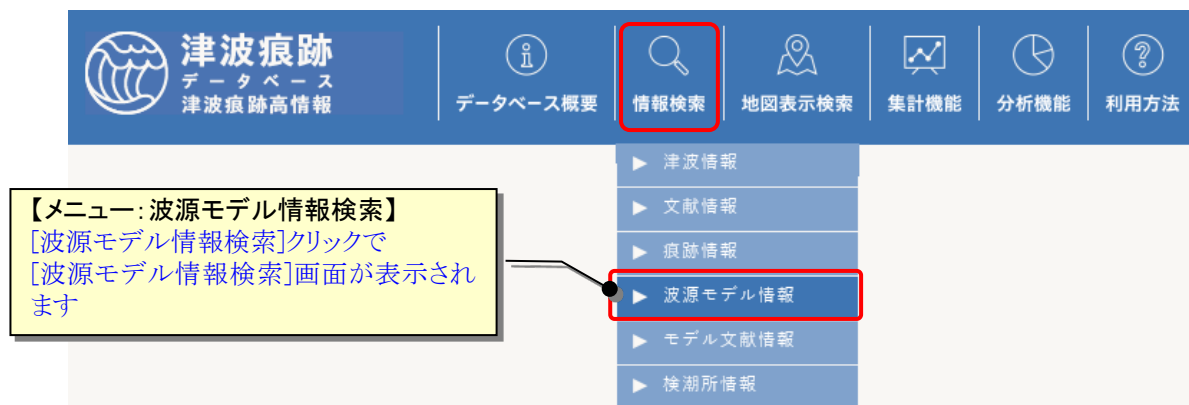 津波痕跡
データベース
津波痕跡高情報
データベース概要
情報検索
地図表示検索
集計機能
分析機能
利用方法
▶ 津波情報
▶ 文献情報
▶ 痕跡情報
▶ 波源モデル情報
▶ モデル文献情報
▶ 検潮所情報
【メニュー：波源モデル情報検索】
[波源モデル情報検索]クリックで
[波源モデル情報検索]画面が表示され
ます